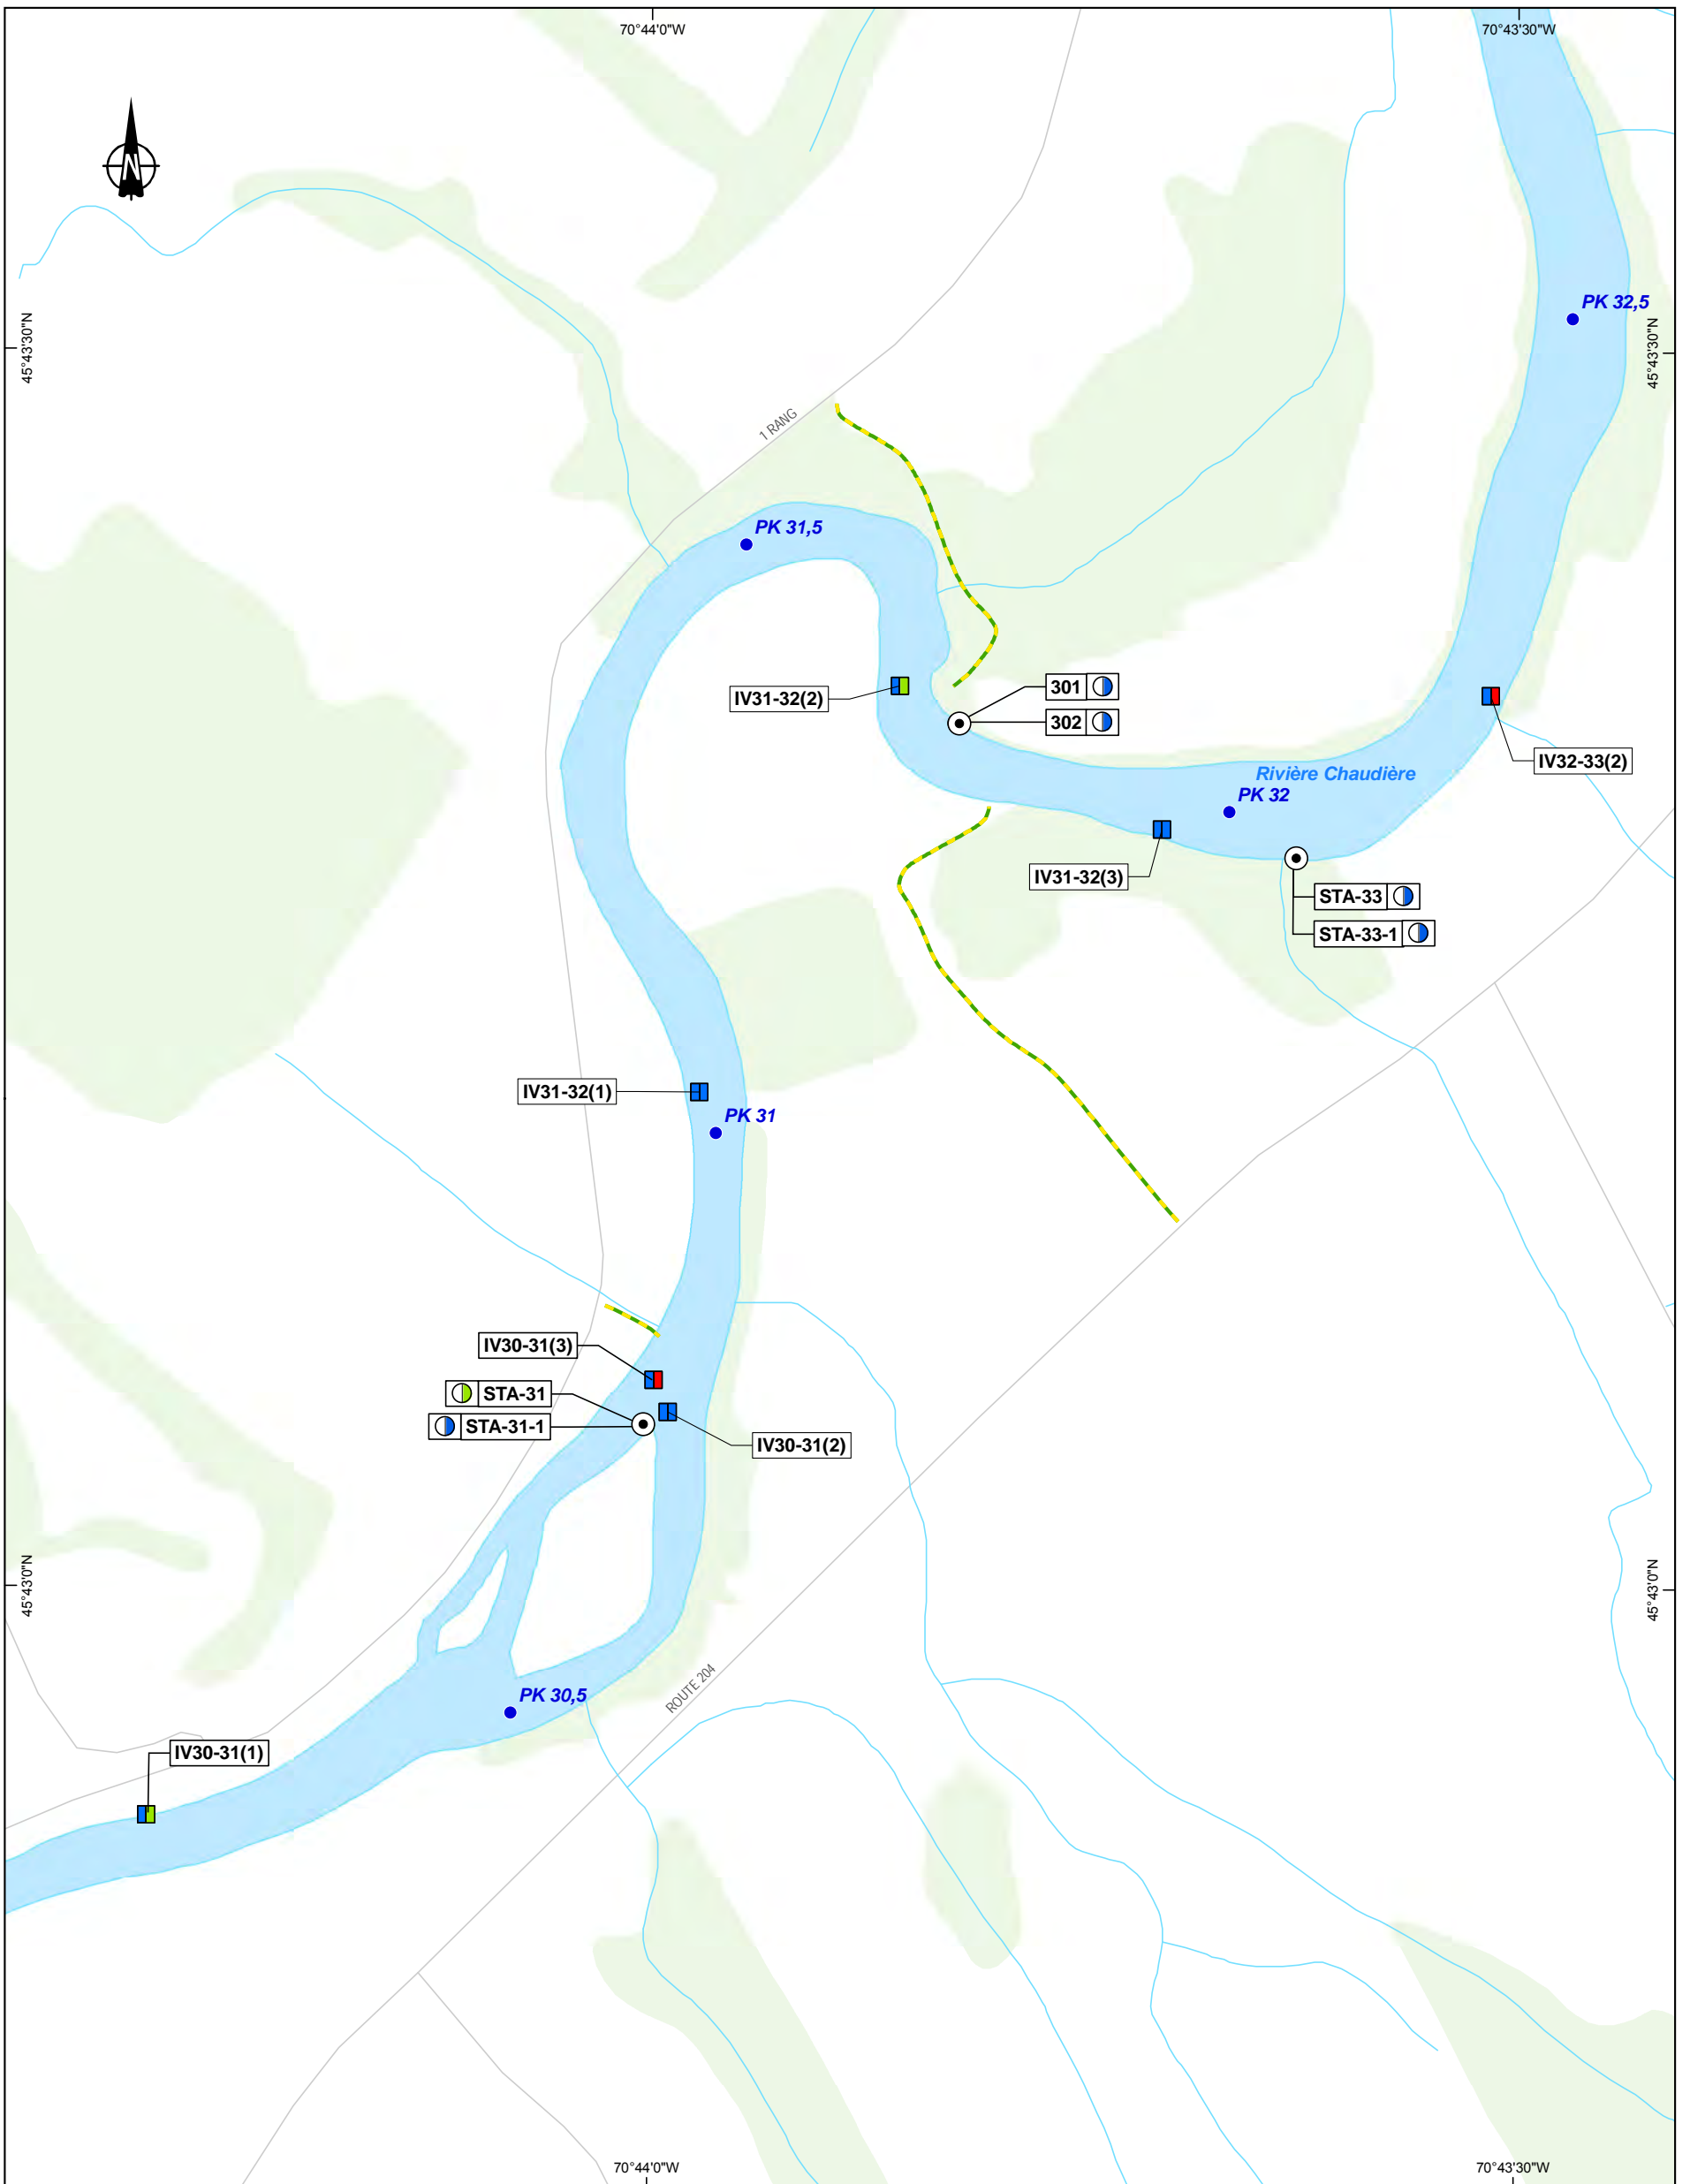 70°44'0"W
70°43'30"W
N
PK 32,5
45°43'30"N
45°43'30"N
1 RANG
PK 31,5
301
IV31-32(2)
302
IV32-33(2)
Rivière Chaudière
PK 32
IV31-32(3)
STA-33
STA-33-1
IV31-32(1)
PK 31
IV30-31(3)
STA-31
STA-31-1
IV30-31(2)
45°43'0"N
45°43'0"N
ROUTE 204
PK 30,5
IV30-31(1)
70°44'0"W
70°43'30"W